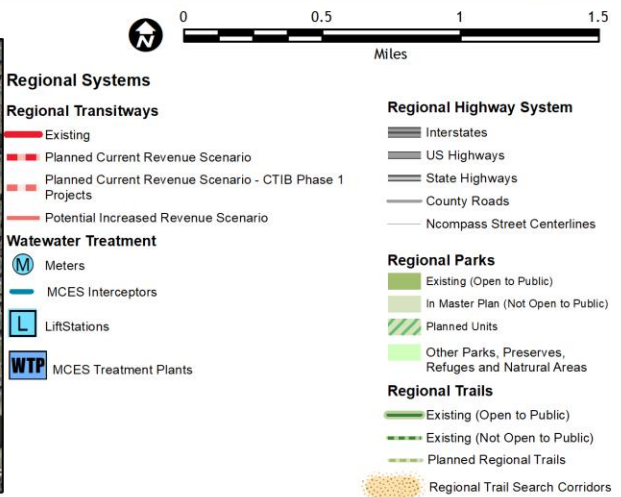 N
0 0.5 1 1.5
Miles
Regional Systems
Regional Transitways
Existing
Planned Current Revenue Scenario
Planned Current Revenue Scenario - CTIB Phase 1
Projects
Potential Increased Revenue Scenario
Watewater Treatment
M Meters
MCES Interceptors
L LiftStations
WTP MCES Treatment Plants
Regional Highway System
Interstates
US Highways
State Highways
County Roads
Ncompass Street Centerlines
Regional Parks
Existing (Open to Public)
In Master Plan (Not Open to Public)
Planned Units
Other Parks, Preserves,
Refuges and Natrural Areas
Regional Trails
Existing (Open to Public)
Existing (Not Open to Public)
Planned Regional Trails
Regional Trail Search Corridors